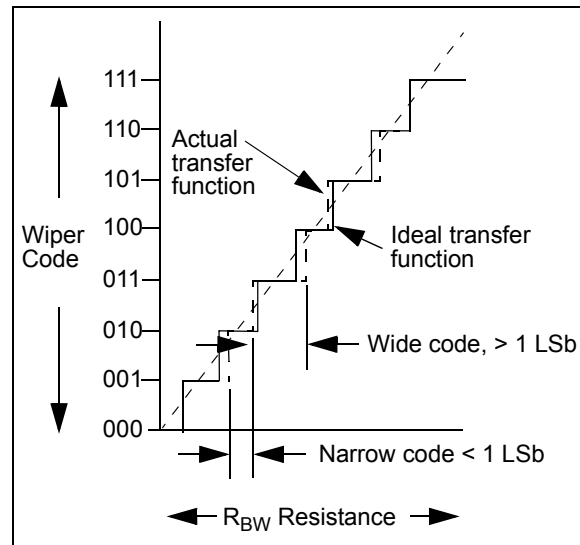 111
110
Actual
transfer
function
101
100
Wiper
Code
Ideal transfer
function
011
010
Wide code, > 1 LSb
001
000
Narrow code < 1 LSb
RBW Resistance